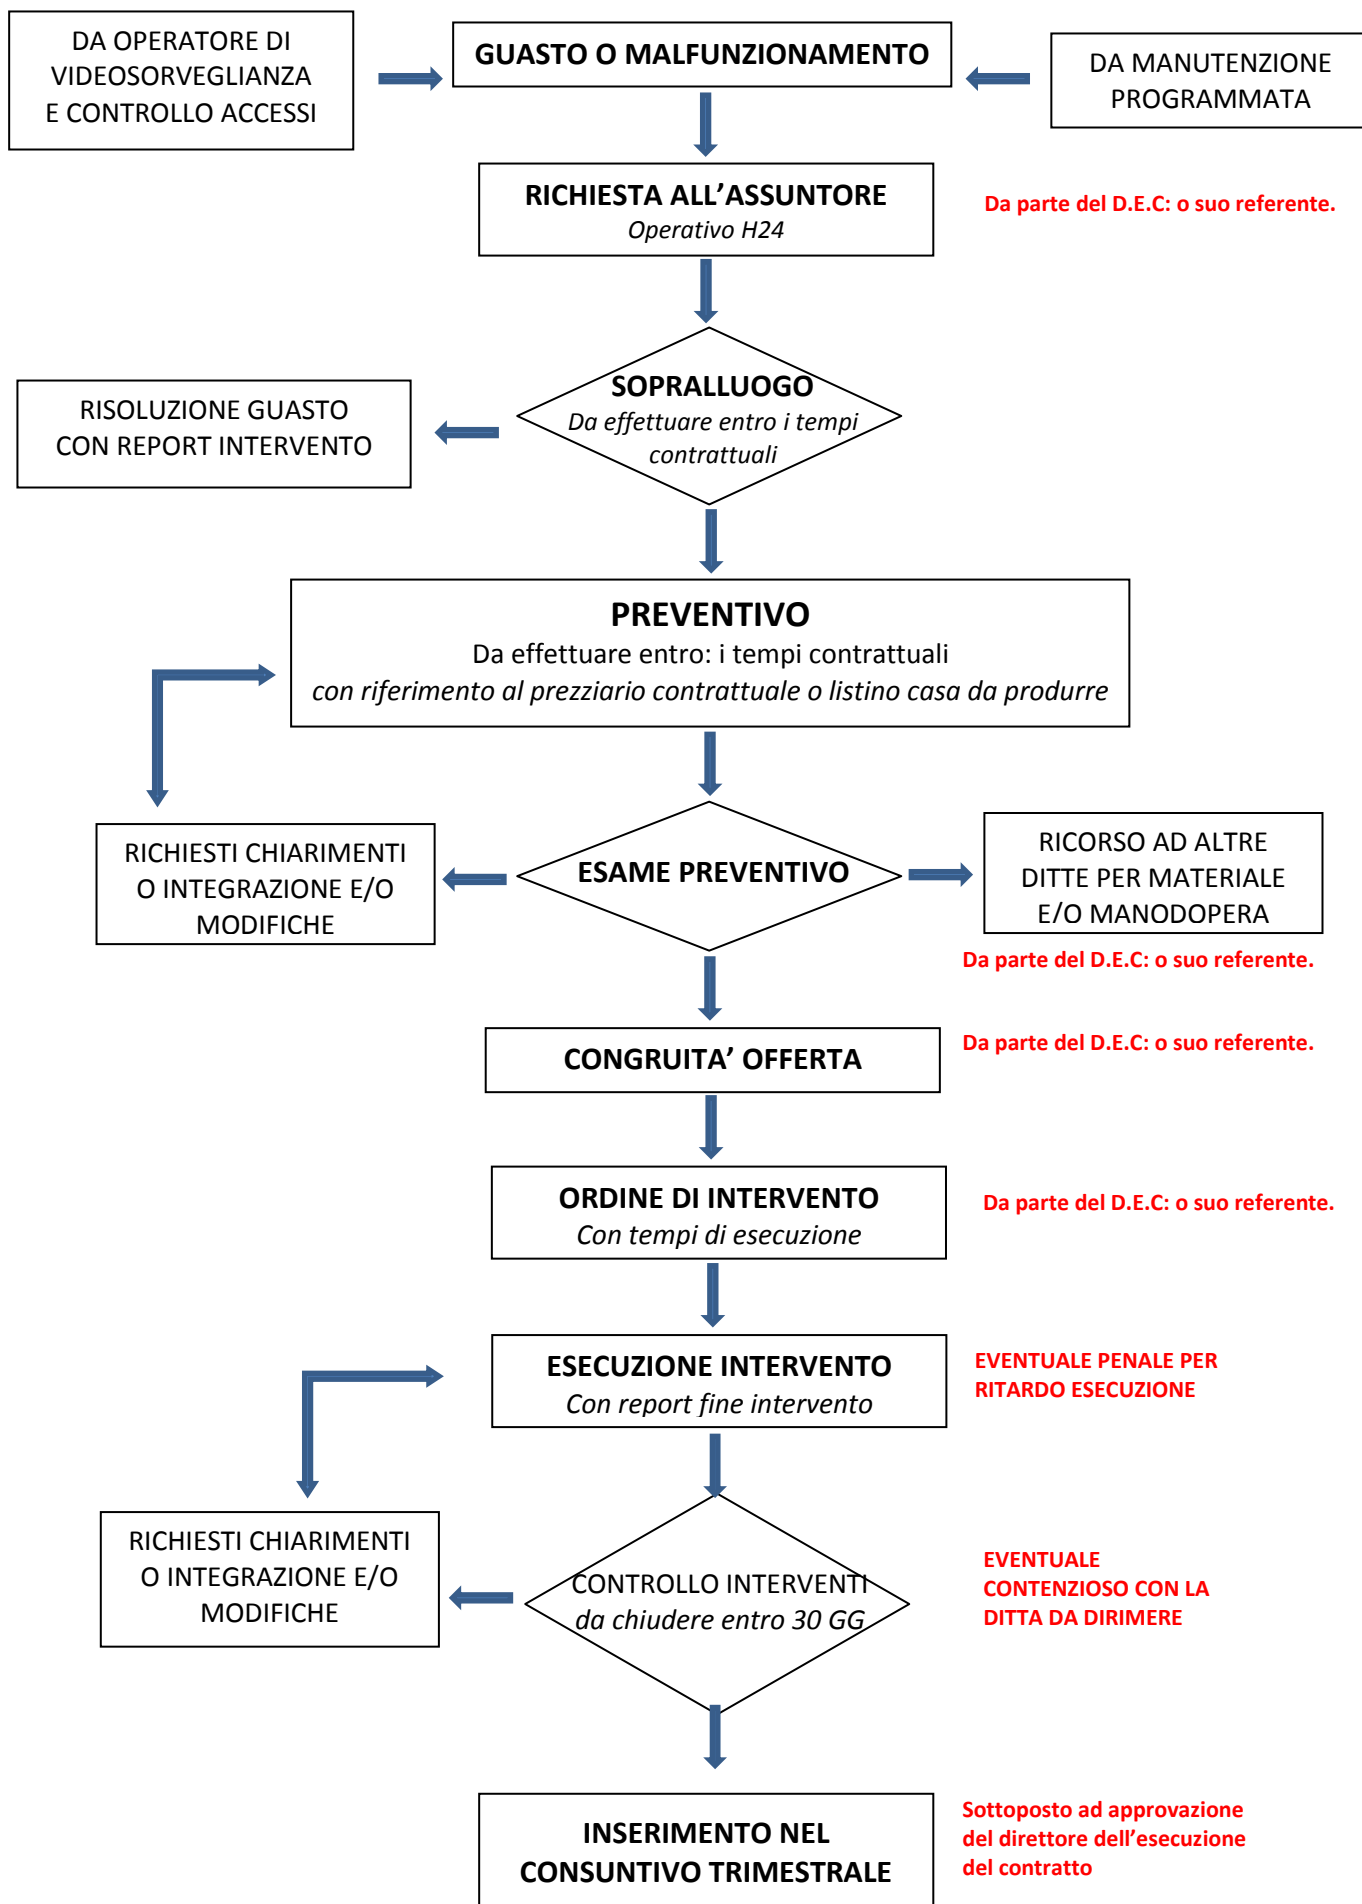 DA OPERATORE DI
VIDEOSORVEGLIANZA
E CONTROLLO ACCESSI
GUASTO O MALFUNZIONAMENTO
DA MANUTENZIONE
PROGRAMMATA
RICHIESTA ALL’ASSUNTORE
Operativo H24
Da parte del D.E.C: o suo referente.
SOPRALLUOGO
Da effettuare entro i tempi
contrattuali
RISOLUZIONE GUASTO
CON REPORT INTERVENTO
PREVENTIVO
Da effettuare entro: i tempi contrattuali
con riferimento al prezziario contrattuale o listino casa da produrre
RICHIESTI CHIARIMENTI
O INTEGRAZIONE E/O
MODIFICHE
ESAME PREVENTIVO
RICORSO AD ALTRE
DITTE PER MATERIALE
E/O MANODOPERA
Da parte del D.E.C: o suo referente.
CONGRUITA’ OFFERTA
Da parte del D.E.C: o suo referente.
ORDINE DI INTERVENTO
Con tempi di esecuzione
Da parte del D.E.C: o suo referente.
ESECUZIONE INTERVENTO
Con report fine intervento
EVENTUALE PENALE PER
RITARDO ESECUZIONE
RICHIESTI CHIARIMENTI
O INTEGRAZIONE E/O
MODIFICHE
CONTROLLO INTERVENTI
da chiudere entro 30 GG
EVENTUALE
CONTENZIOSO CON LA
DITTA DA DIRIMERE
INSERIMENTO NEL
CONSUNTIVO TRIMESTRALE
Sottoposto ad approvazione
del direttore dell’esecuzione
del contratto